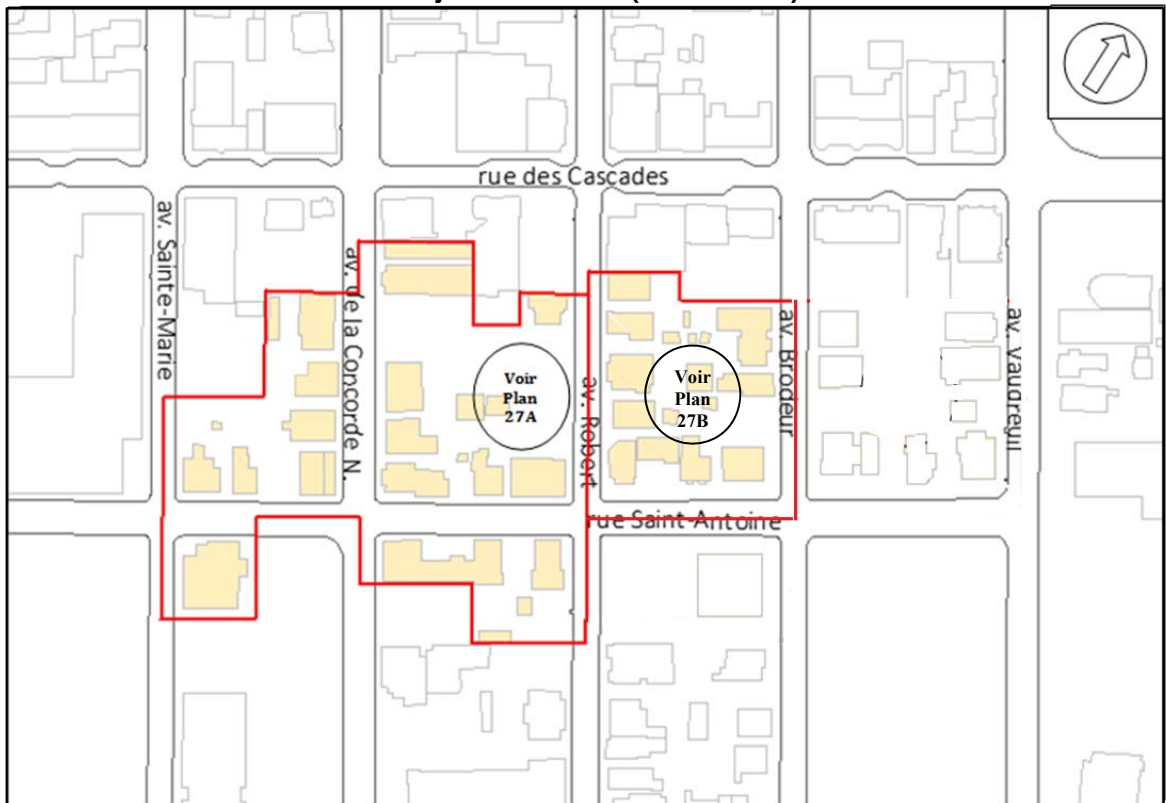 rue des Cascades
av. Sainte-Marie
av. de la Concorde N.
Voir
Plan
27A
av. Robert
Voir
Plan
27B
av. Brodeur
av. Vaudreuil
rue Saint-Antoine